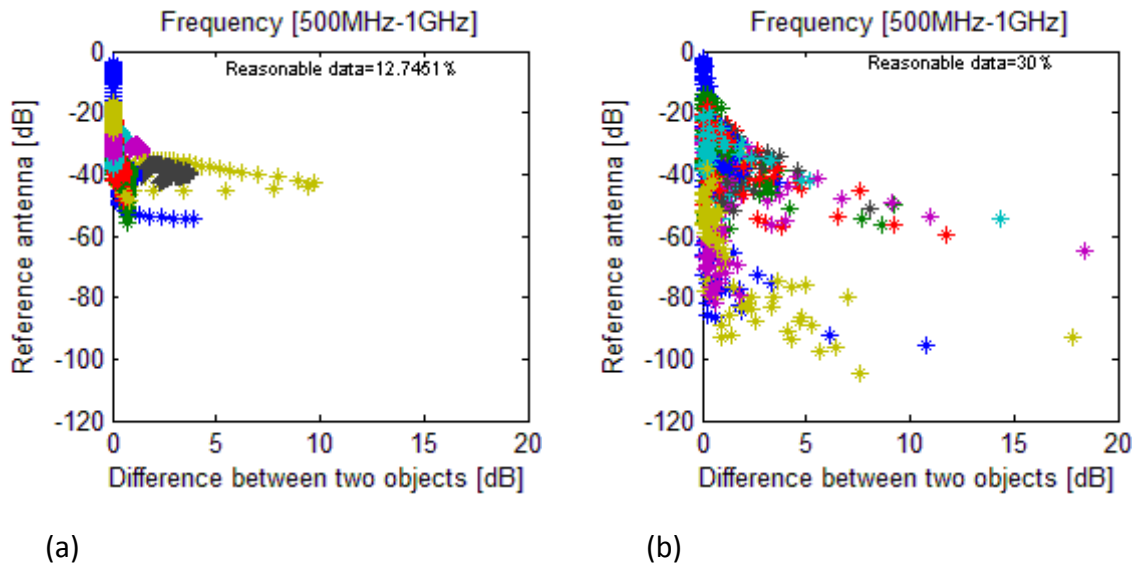 Frequency [500MHz-1GHz]
Reasonable data=12.7451%
Reference antenna [dB]
0
-20
-40
-60
-80
-100
-120
0 5 10 15 20
Difference between two objects [dB]
(a)
Frequency [500MHz-1GHz]
Reasonable data=30%
Reference antenna [dB]
0
-20
-40
-60
-80
-100
-120
0 5 10 15 20
Difference between two objects [dB]
(b)